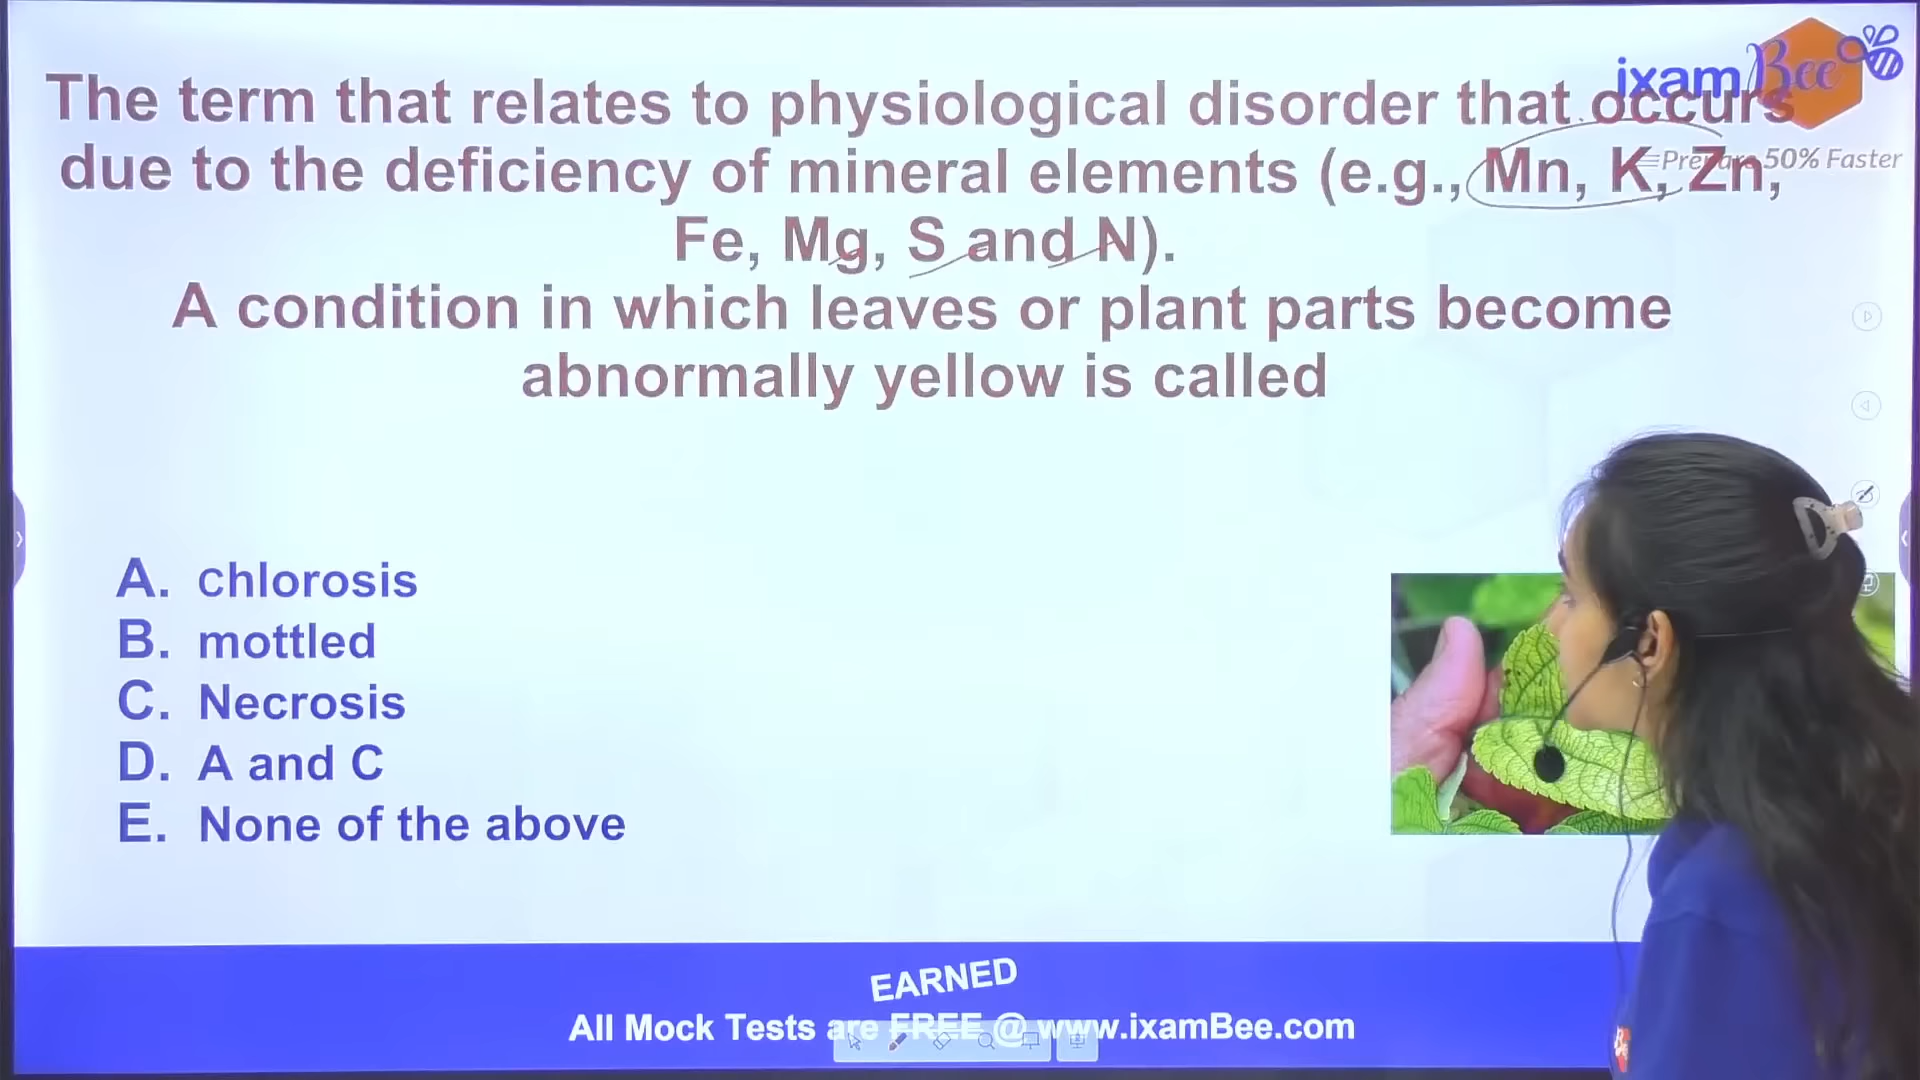 ixamBee
The term that relates to physiological disorder that occurs
Prepare 50% Faster
due to the deficiency of mineral elements (e.g., Mn, K, Zn,
Fe, Mg, S and N).
A condition in which leaves or plant parts become
abnormally yellow is called
A. chlorosis
B. mottled
C. Necrosis
D. A and C
E. None of the above
EARNED
All Mock Tests are FREE @ www.ixamBee.com